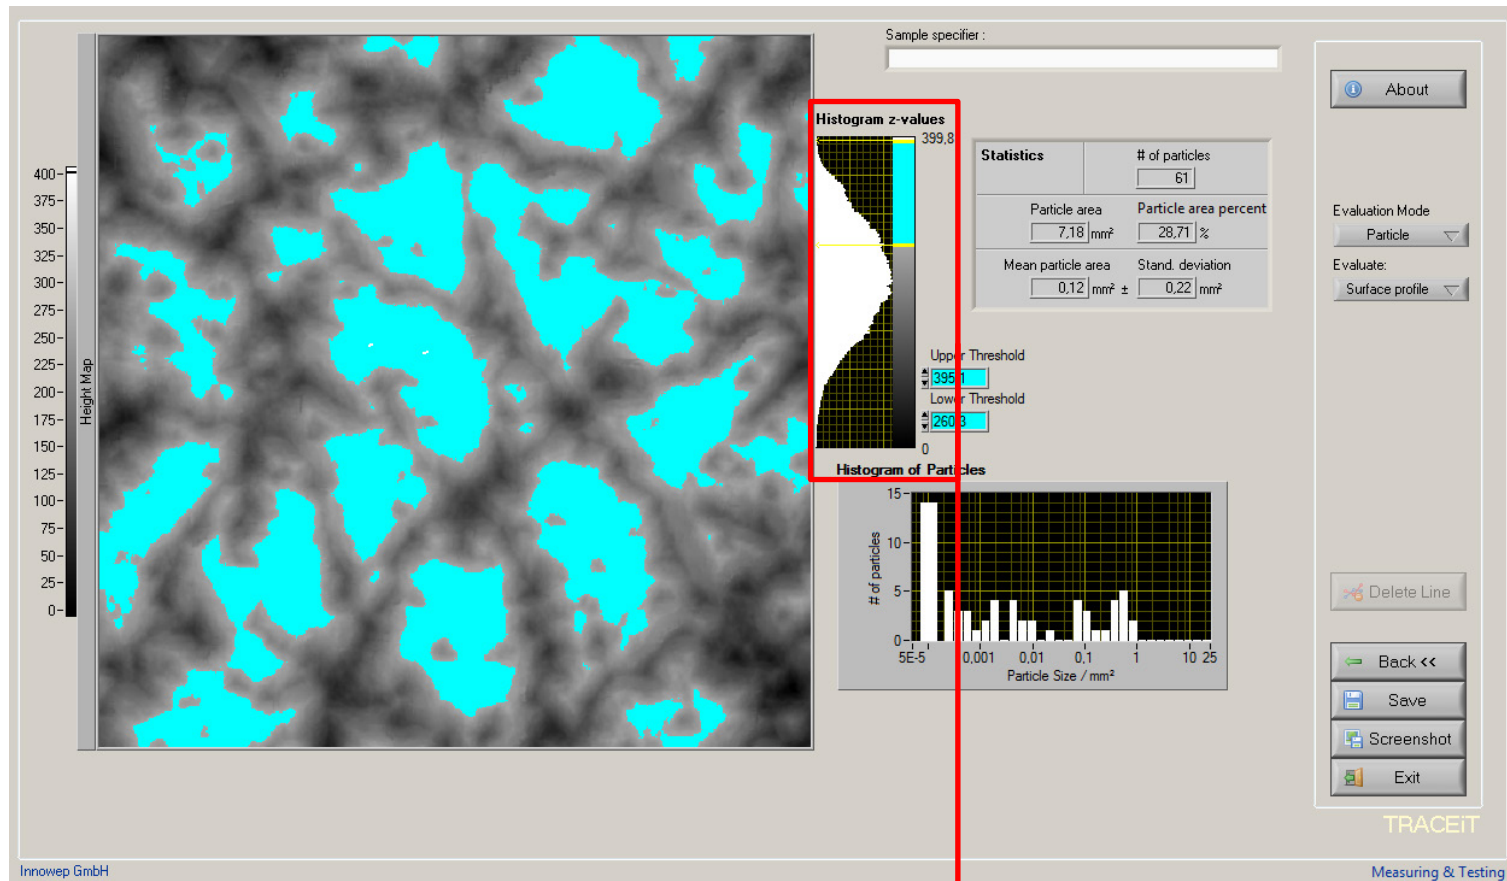 Sample specifier :
About
Histogram z-values
399,8
Statistics
# of particles
61
Particle area
Particle area percent
7,18 mm²
28,71 %
Mean particle area
Stand. deviation
0,12 mm² ±
0,22 mm²
Evaluation Mode
Particle
Evaluate:
Surface profile
400
375
350
325
300
275
250
225
200
175
150
125
100
75
50
25
0
Height Map
Upper Threshold
395,1
Lower Threshold
260,3
0
Histogram of Particles
15
10
5
0
# of particles
5E-5
0,001
0,01
0,1
1
10
25
Particle Size / mm²
Delete Line
Back <<
Save
Screenshot
Exit
TRACEiT
Innowep GmbH
Measuring & Testing